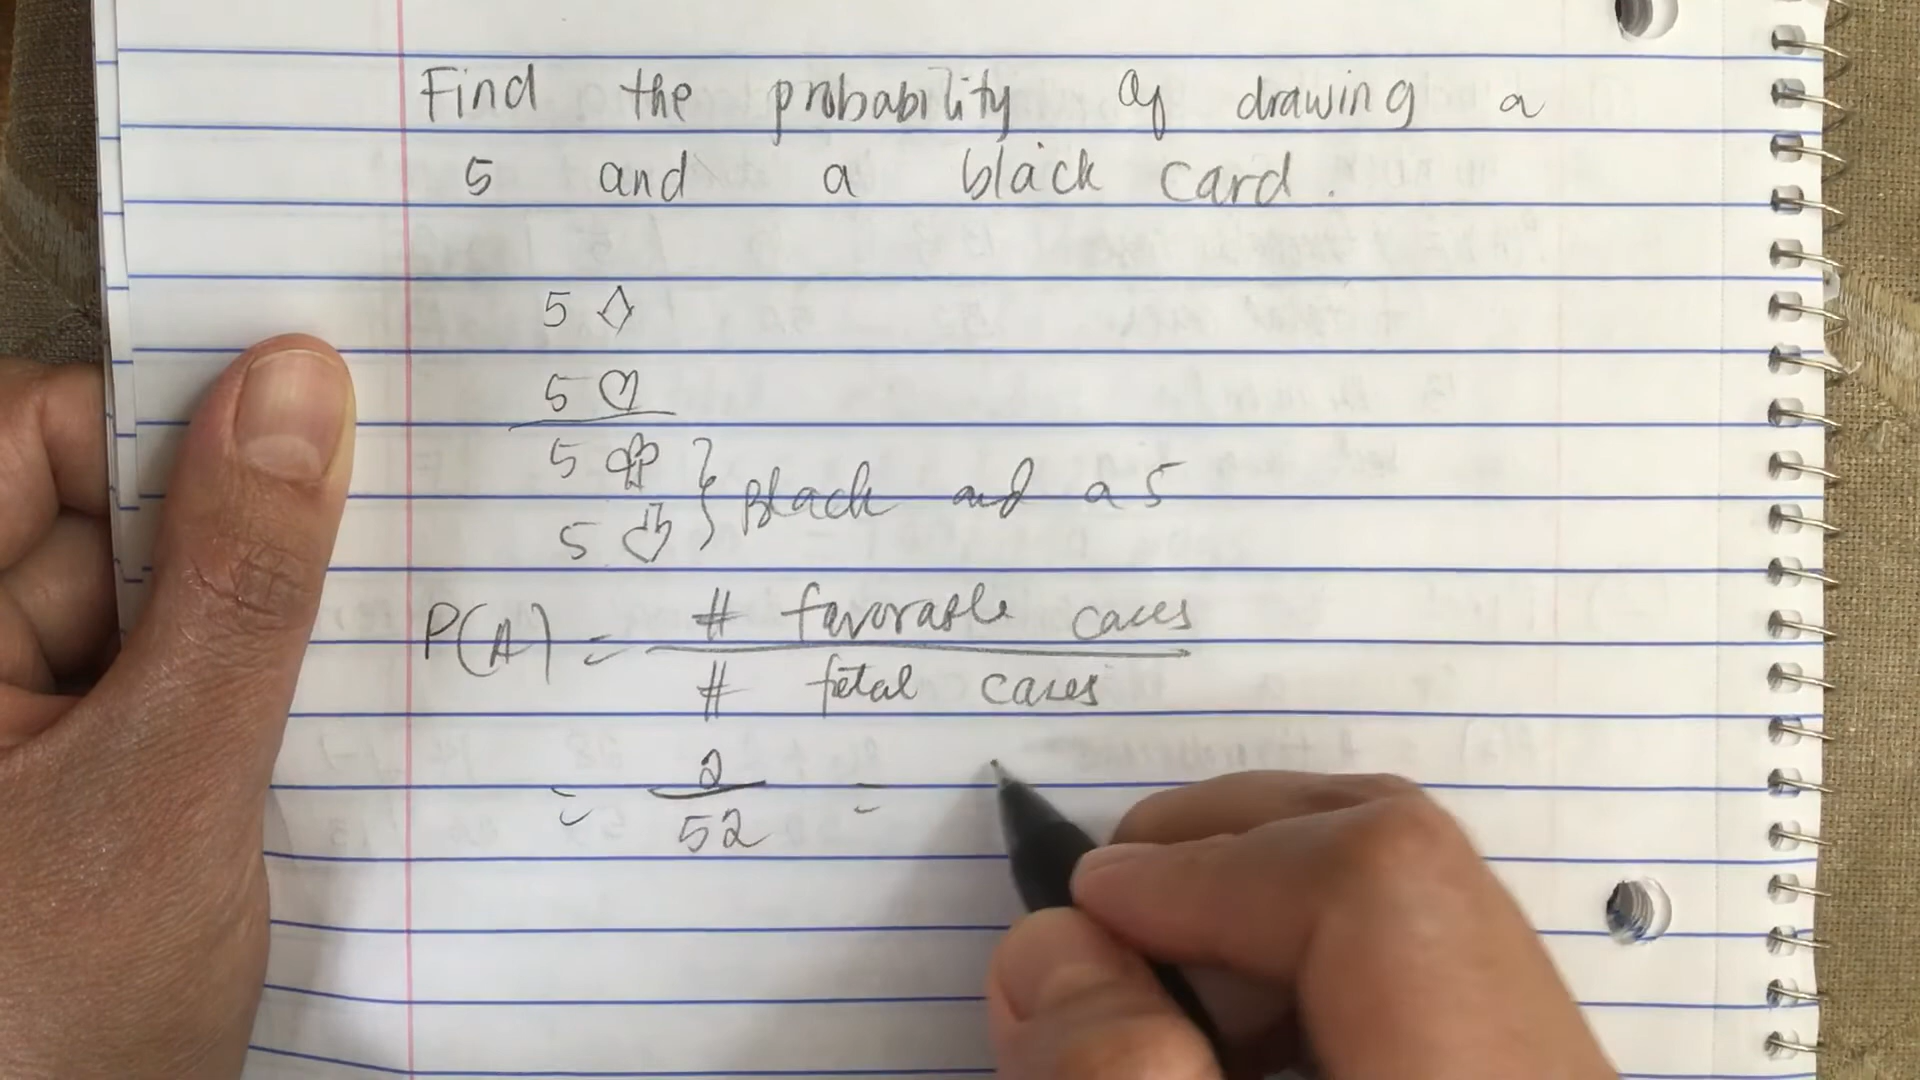 Find the probability of drawing a
5 and a black card.
5 ♢
5 ♡
5 ♧
5 ♤
} Black and a 5
P(A) = # favorable cases
# total cases
= 2
52
=